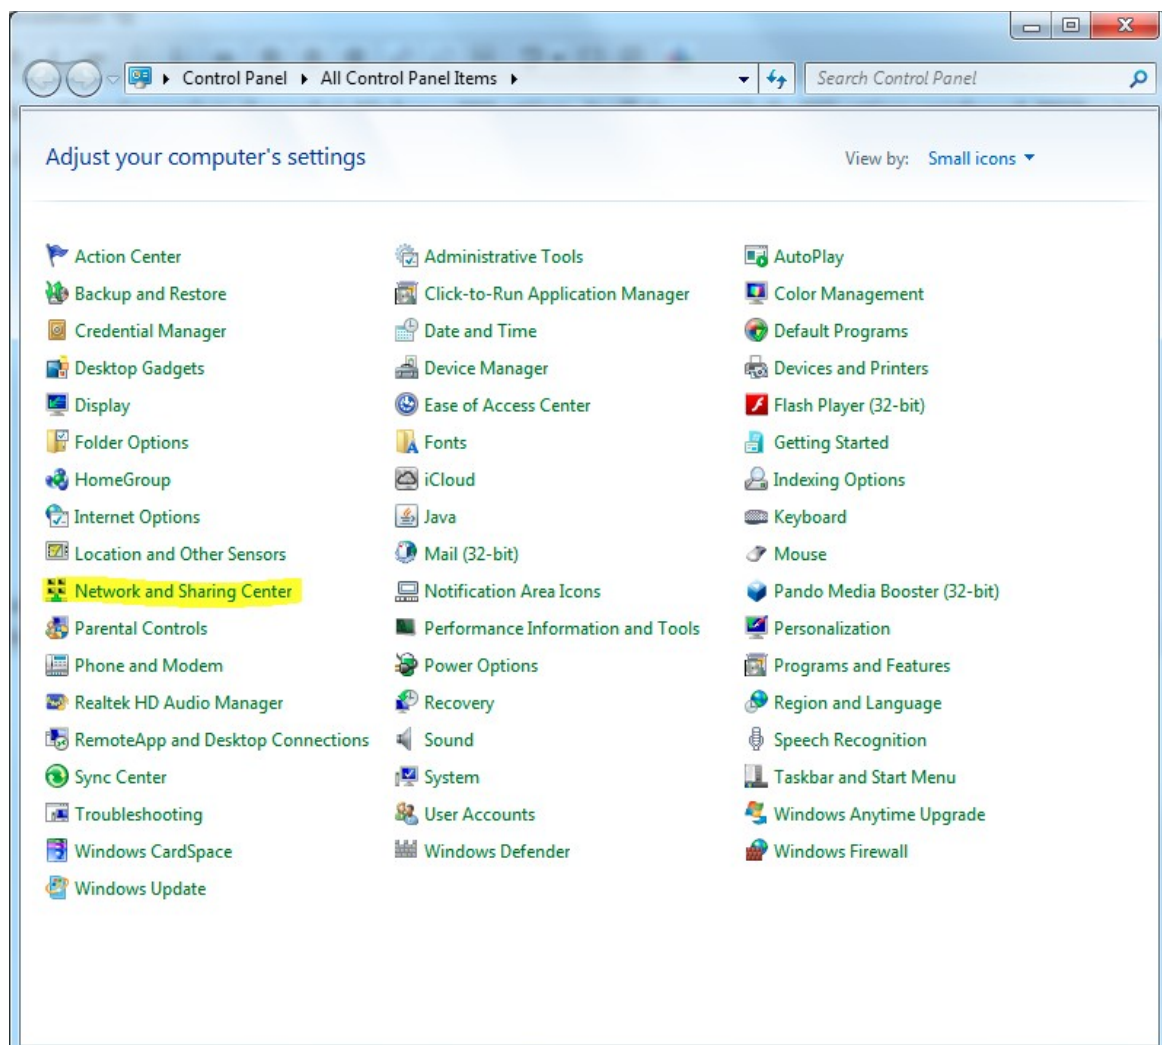 Control Panel All Control Panel Items
Search Control Panel
Adjust your computer's settings
View by: Small icons
Action Center Administrative Tools AutoPlay
Backup and Restore Click-to-Run Application Manager Color Management
Credential Manager Date and Time Default Programs
Desktop Gadgets Device Manager Devices and Printers
Display Ease of Access Center Flash Player (32-bit)
Folder Options Fonts Getting Started
HomeGroup iCloud Indexing Options
Internet Options Java Keyboard
Location and Other Sensors Mail (32-bit) Mouse
Network and Sharing Center Notification Area Icons Pando Media Booster (32-bit)
Parental Controls Performance Information and Tools Personalization
Phone and Modem Power Options Programs and Features
Realtek HD Audio Manager Recovery Region and Language
RemoteApp and Desktop Connections Sound Speech Recognition
Sync Center System Taskbar and Start Menu
Troubleshooting User Accounts Windows Anytime Upgrade
Windows CardSpace Windows Defender Windows Firewall
Windows Update